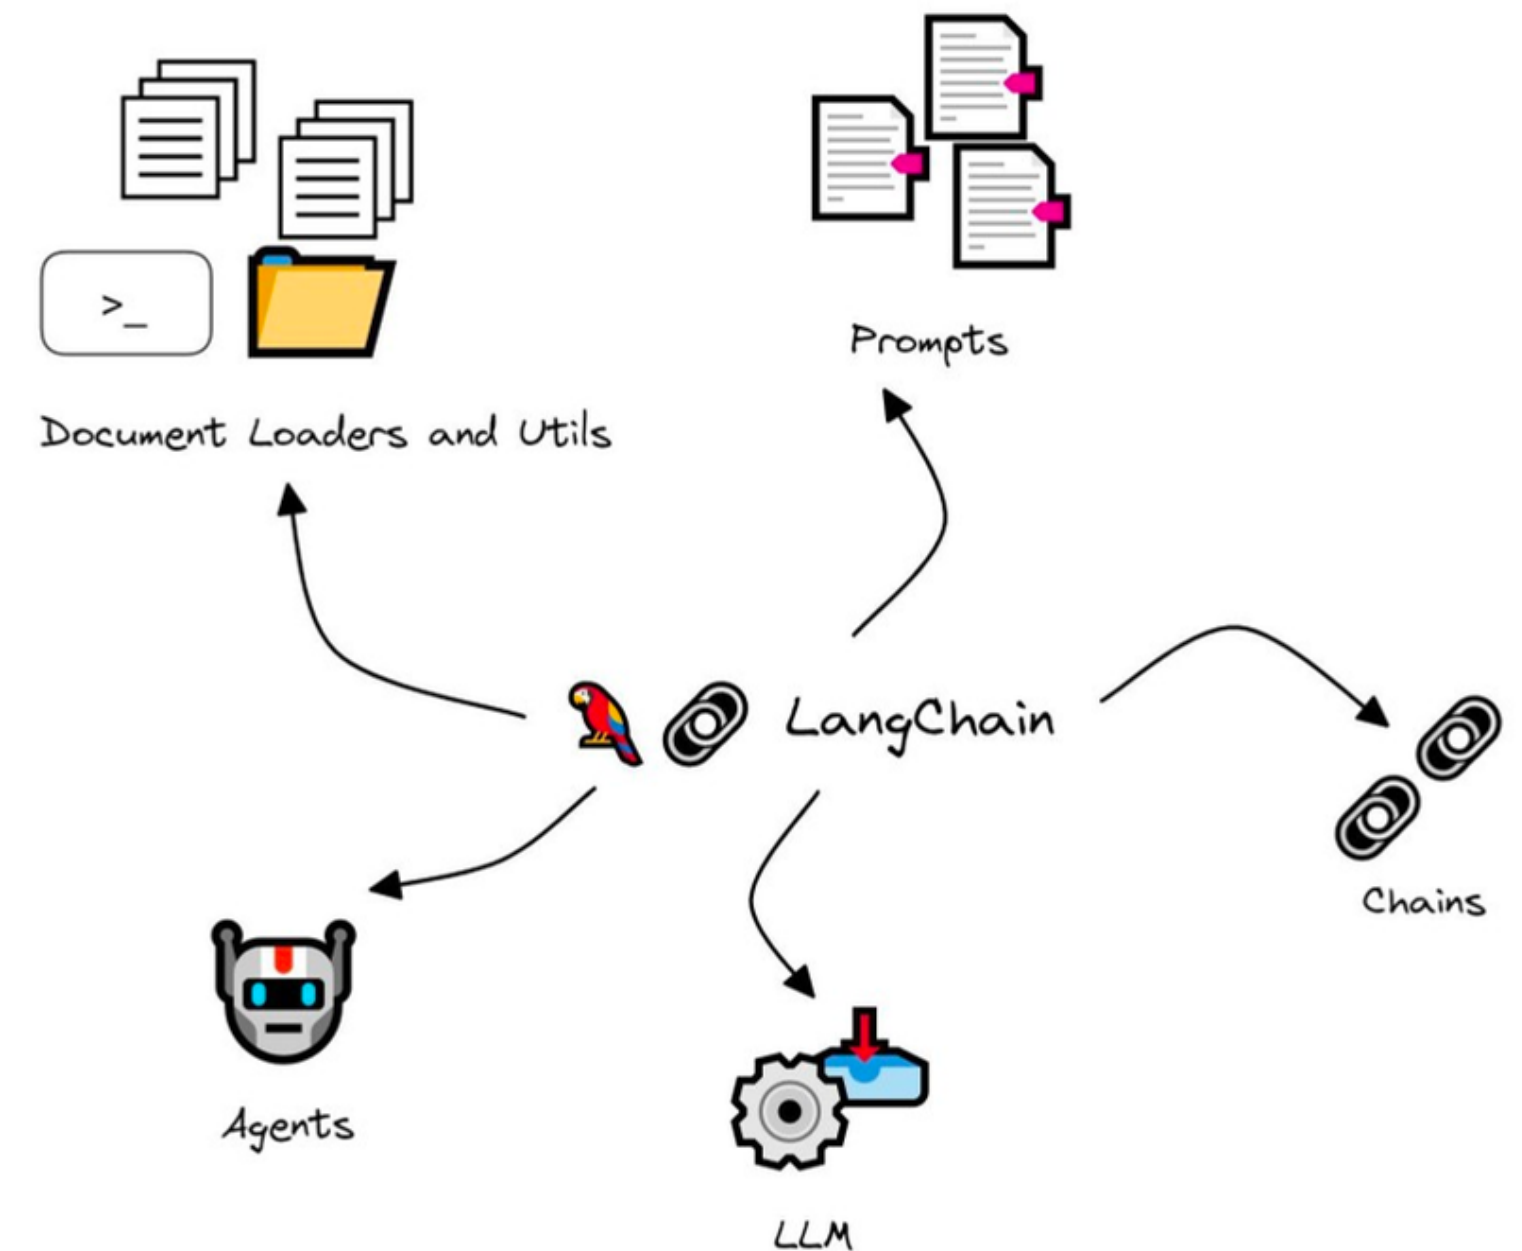 Prompts
>_
Document Loaders and Utils
LangChain
Chains
Agents
LLM